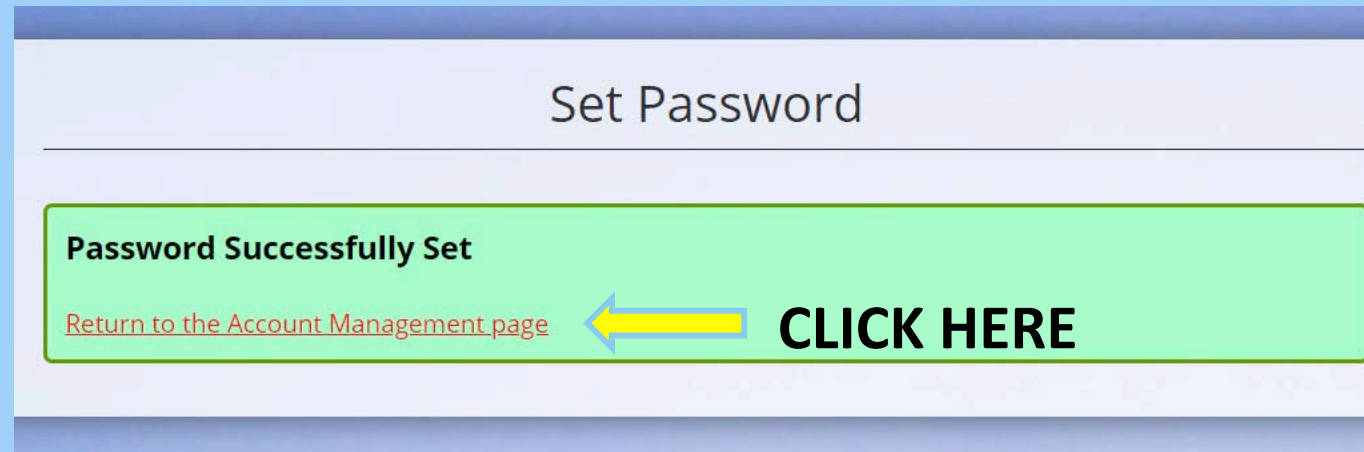 Set Password
Password Successfully Set
Return to the Account Management page CLICK HERE